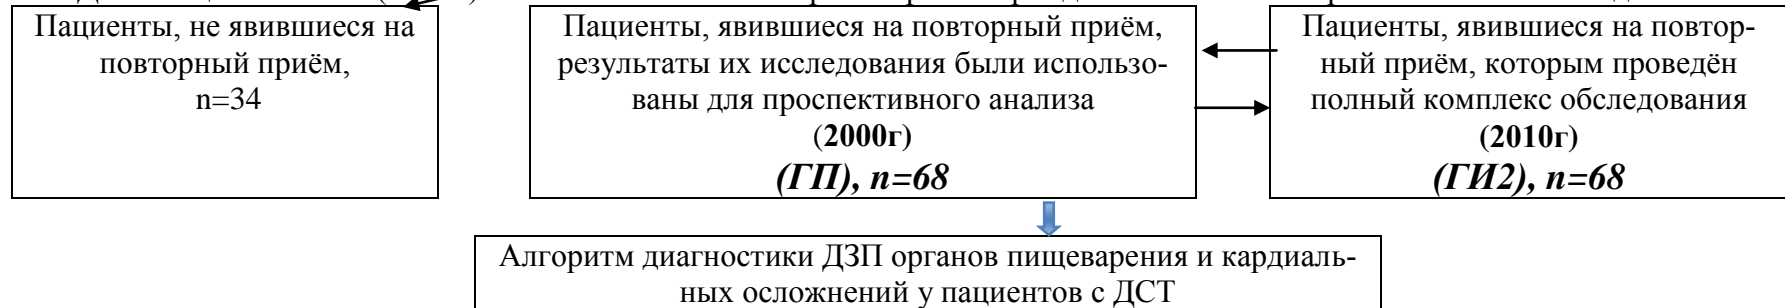 Пациенты, не явившиеся на
повторный приём,
n=34
Пациенты, явившиеся на повторный приём,
результаты их исследования были использо-
ваны для проспективного анализа
(2000г)
(ГП), n=68
Пациенты, явившиеся на повтор-
ный приём, которым проведён
полный комплекс обследования
(2010г)
(ГИ2), n=68
Алгоритм диагностики ДЗП органов пищеварения и кардиаль-
ных осложнений у пациентов с ДСТ